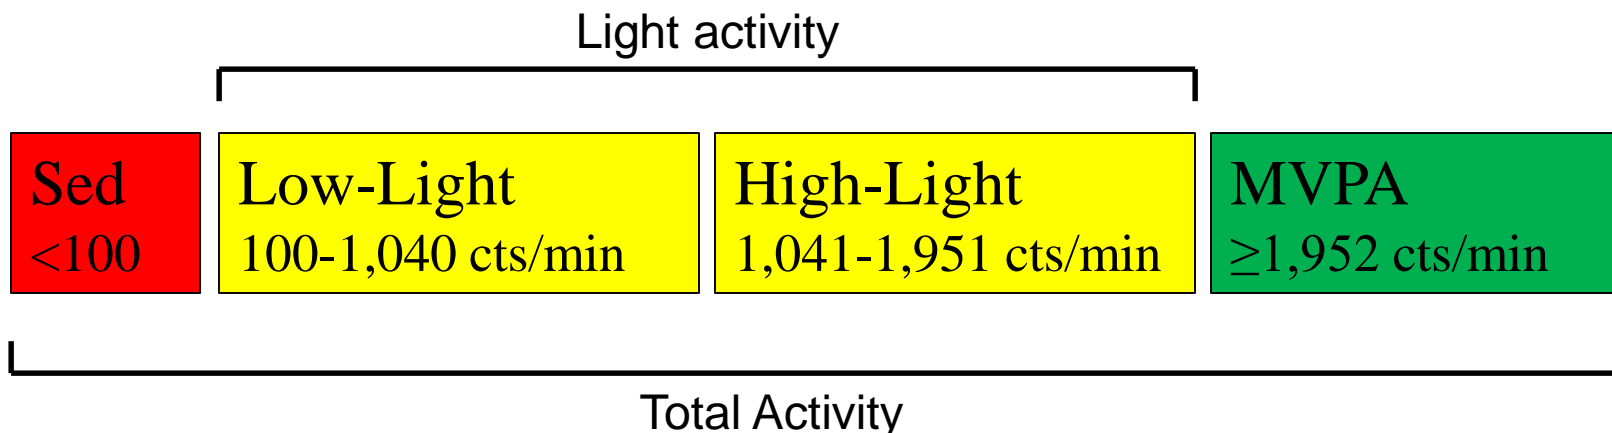 Light activity
Sed
<100
Low-Light
100-1,040 cts/min
High-Light
1,041-1,951 cts/min
MVPA
≥1,952 cts/min
Total Activity